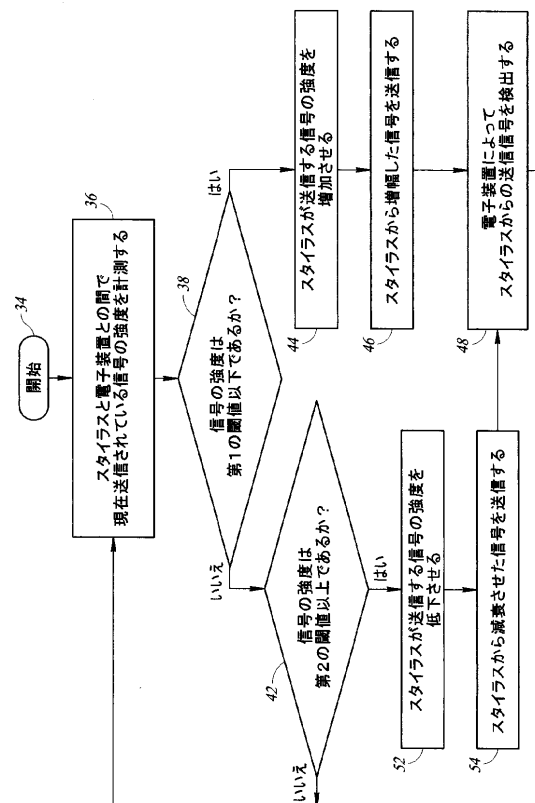 開始
34
スタイラスと電子装置との間で
現在送信されている信号の強度を計測する
36
信号の強度は
第1の閾値以下であるか？
38
はい
いいえ
スタイラスが送信する信号の強度を
増加させる
44
スタイラスから増幅した信号を送信する
46
電子装置によって
スタイラスからの送信信号を検出する
48
信号の強度は
第2の閾値以上であるか？
42
はい
いいえ
スタイラスが送信する信号の強度を
低下させる
52
スタイラスから減衰させた信号を送信する
54